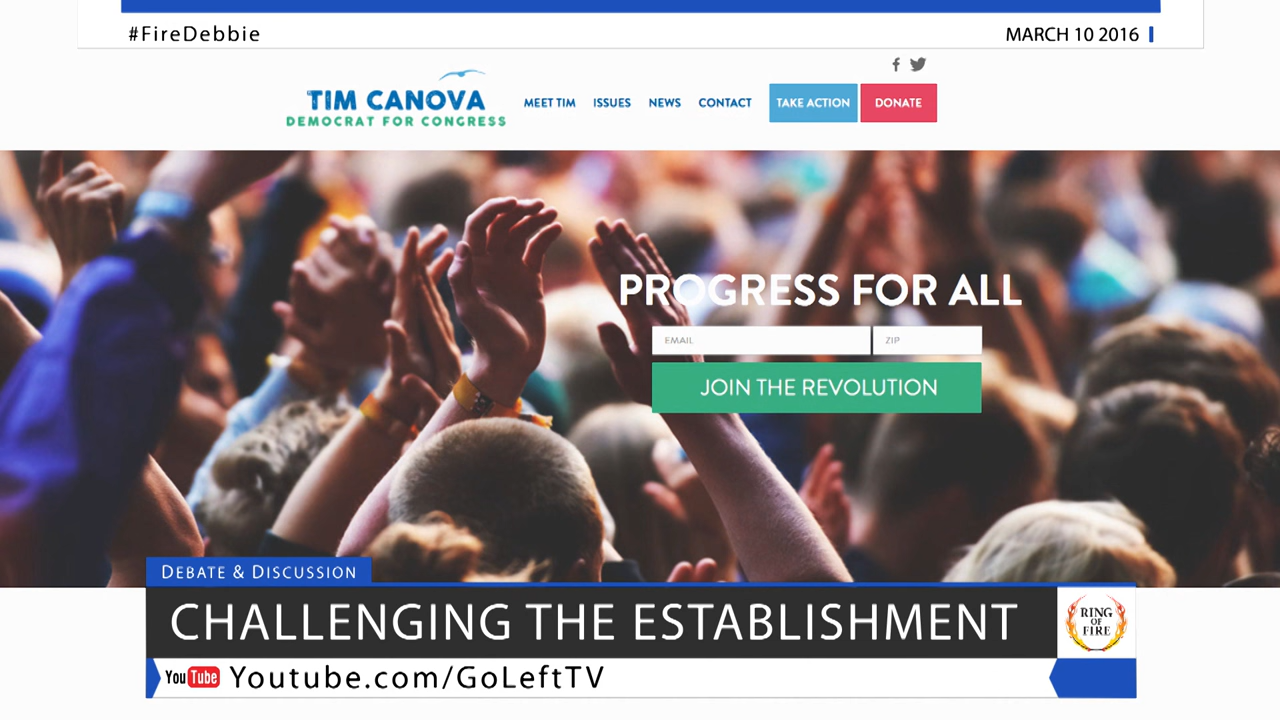 #FireDebbie
MARCH 10 2016
TIM CANOVA
DEMOCRAT FOR CONGRESS
MEET TIM ISSUES NEWS CONTACT TAKE ACTION DONATE
PROGRESS FOR ALL
EMAIL ZIP
JOIN THE REVOLUTION
DEBATE & DISCUSSION
CHALLENGING THE ESTABLISHMENT
RING
OF
FIRE
YouTube Youtube.com/GoLeftTV